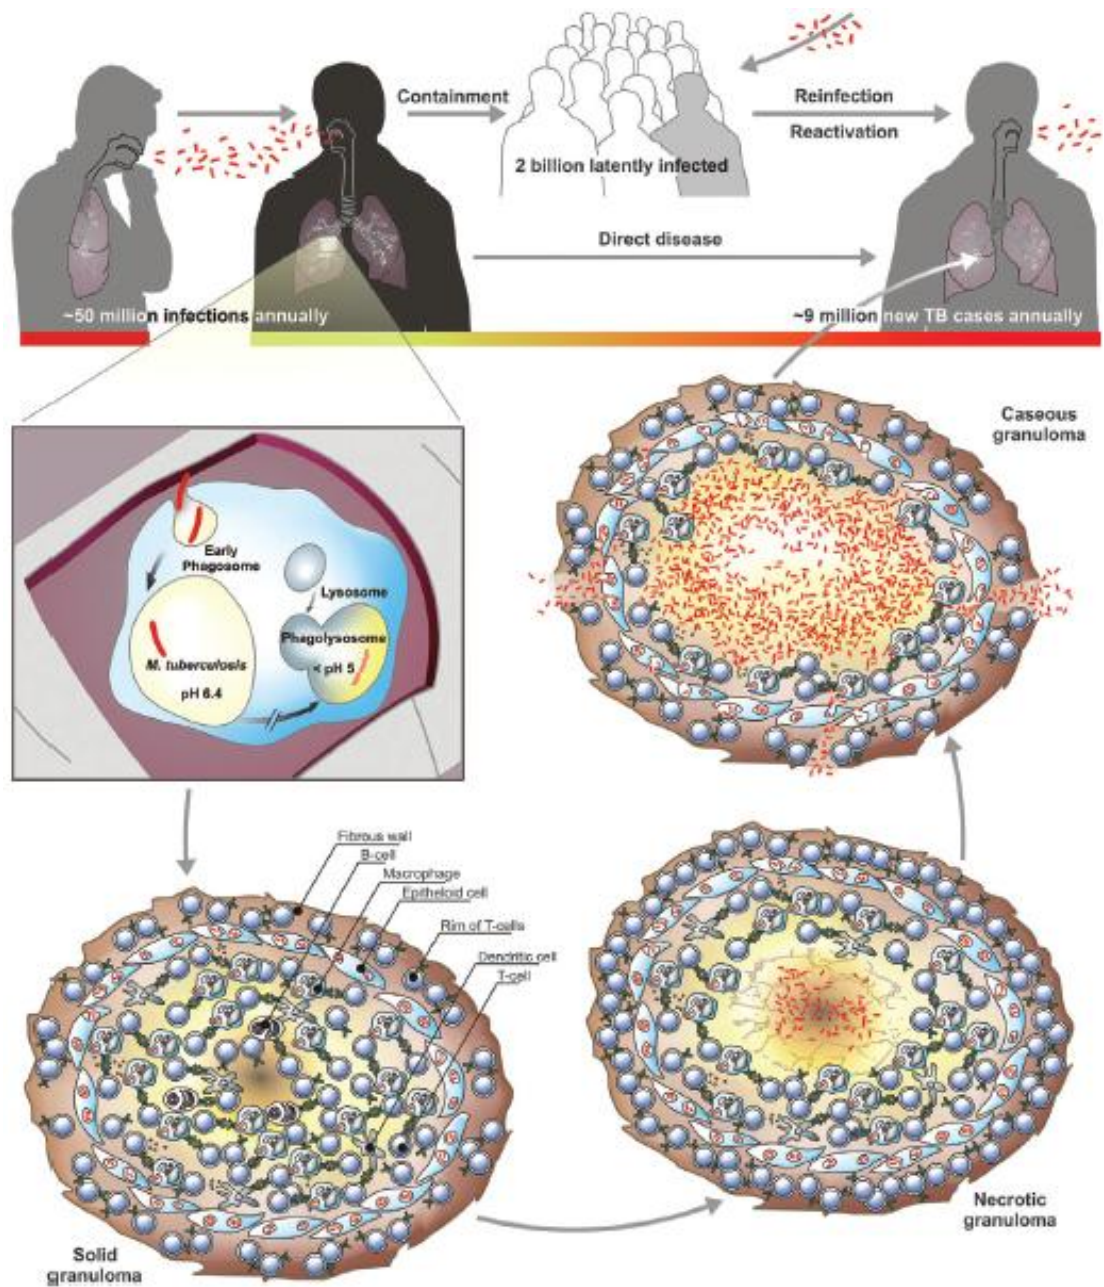 Containment
Reinfection
Reactivation
2 billion latently infected
Direct disease
~50 million infections annually
~9 million new TB cases annually
Caseous
granuloma
Early
Phagosome
Lysosome
Phagolysosome
< pH 5
M. tuberculosis
pH 6.4
Fibrous wall
B-cell
Macrophage
Epitheloid cell
Rim of T-cells
Dendritic cell
T-cell
Solid
granuloma
Necrotic
granuloma